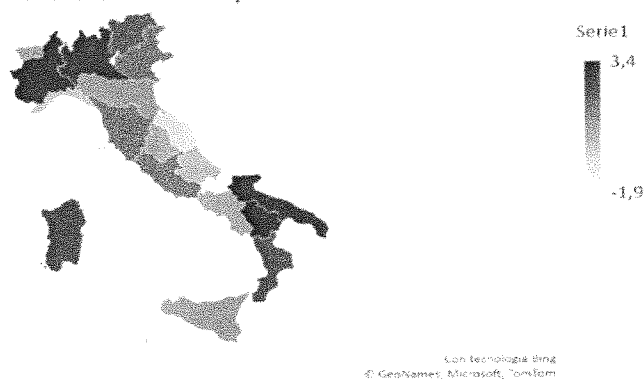 Serie1
3,4
-1,9
Con tecnologia Bing
© GeoNames, Microsoft, TomTom